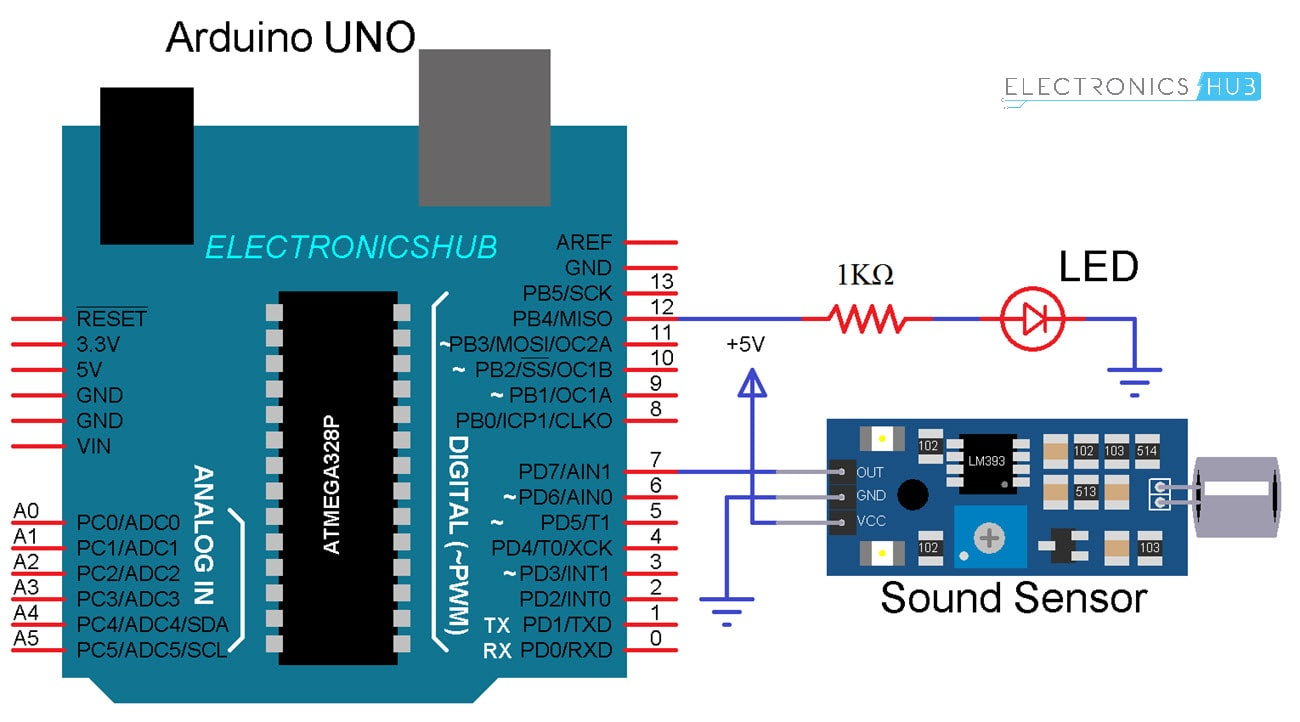 Arduino UNO
ELECTRONICS HUB
ELECTRONICSHUB
RESET
3.3V
5V
GND
GND
VIN
A0 PC0/ADC0
A1 PC1/ADC1
A2 PC2/ADC2
A3 PC3/ADC3
A4 PC4/ADC4/SDA
A5 PC5/ADC5/SCL
ANALOG IN
ATMEGA328P
DIGITAL (~PWM)
AREF
GND
PB5/SCK 13
PB4/MISO 12
~PB3/MOSI/OC2A 11
~ PB2/SS/OC1B 10
~ PB1/OC1A 9
PB0/ICP1/CLKO 8
PD7/AIN1 7
~PD6/AIN0 6
~ PD5/T1 5
PD4/T0/XCK 4
~PD3/INT1 3
PD2/INT0 2
TX PD1/TXD 1
RX PD0/RXD 0
1KΩ
LED
+5V
OUT
GND
VCC
102
LM393
102 103 514
513
102
103
Sound Sensor